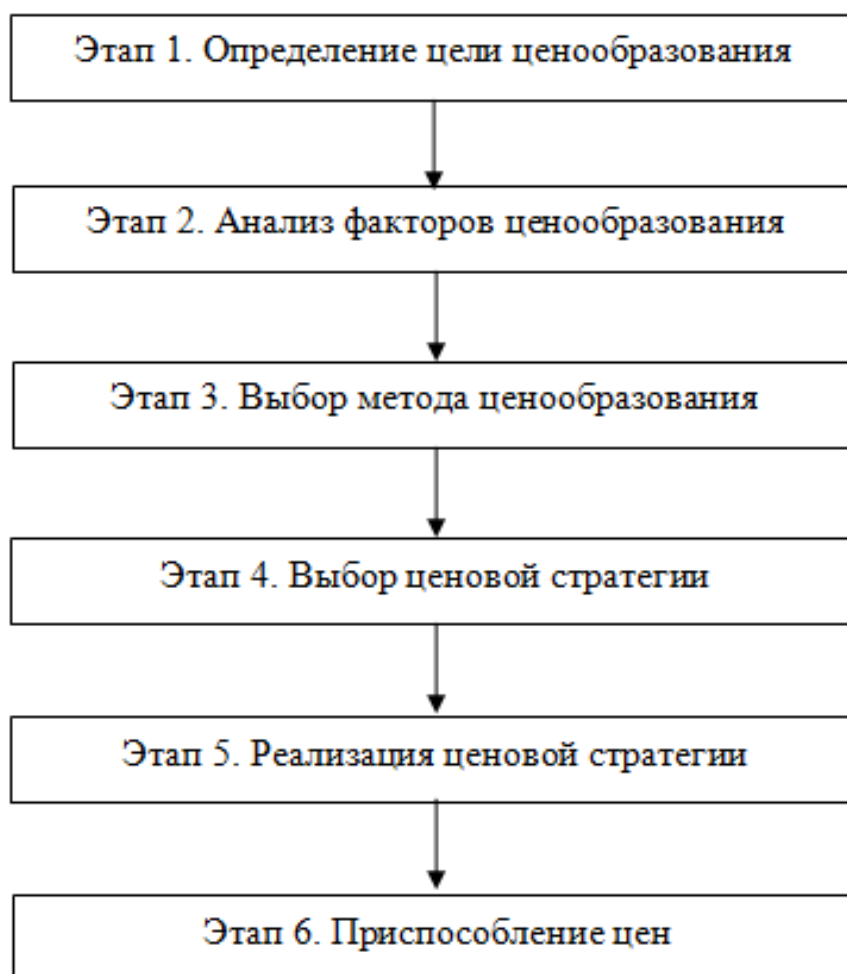 Этап 1. Определение цели ценообразования
Этап 2. Анализ факторов ценообразования
Этап 3. Выбор метода ценообразования
Этап 4. Выбор ценовой стратегии
Этап 5. Реализация ценовой стратегии
Этап 6. Приспособление цен